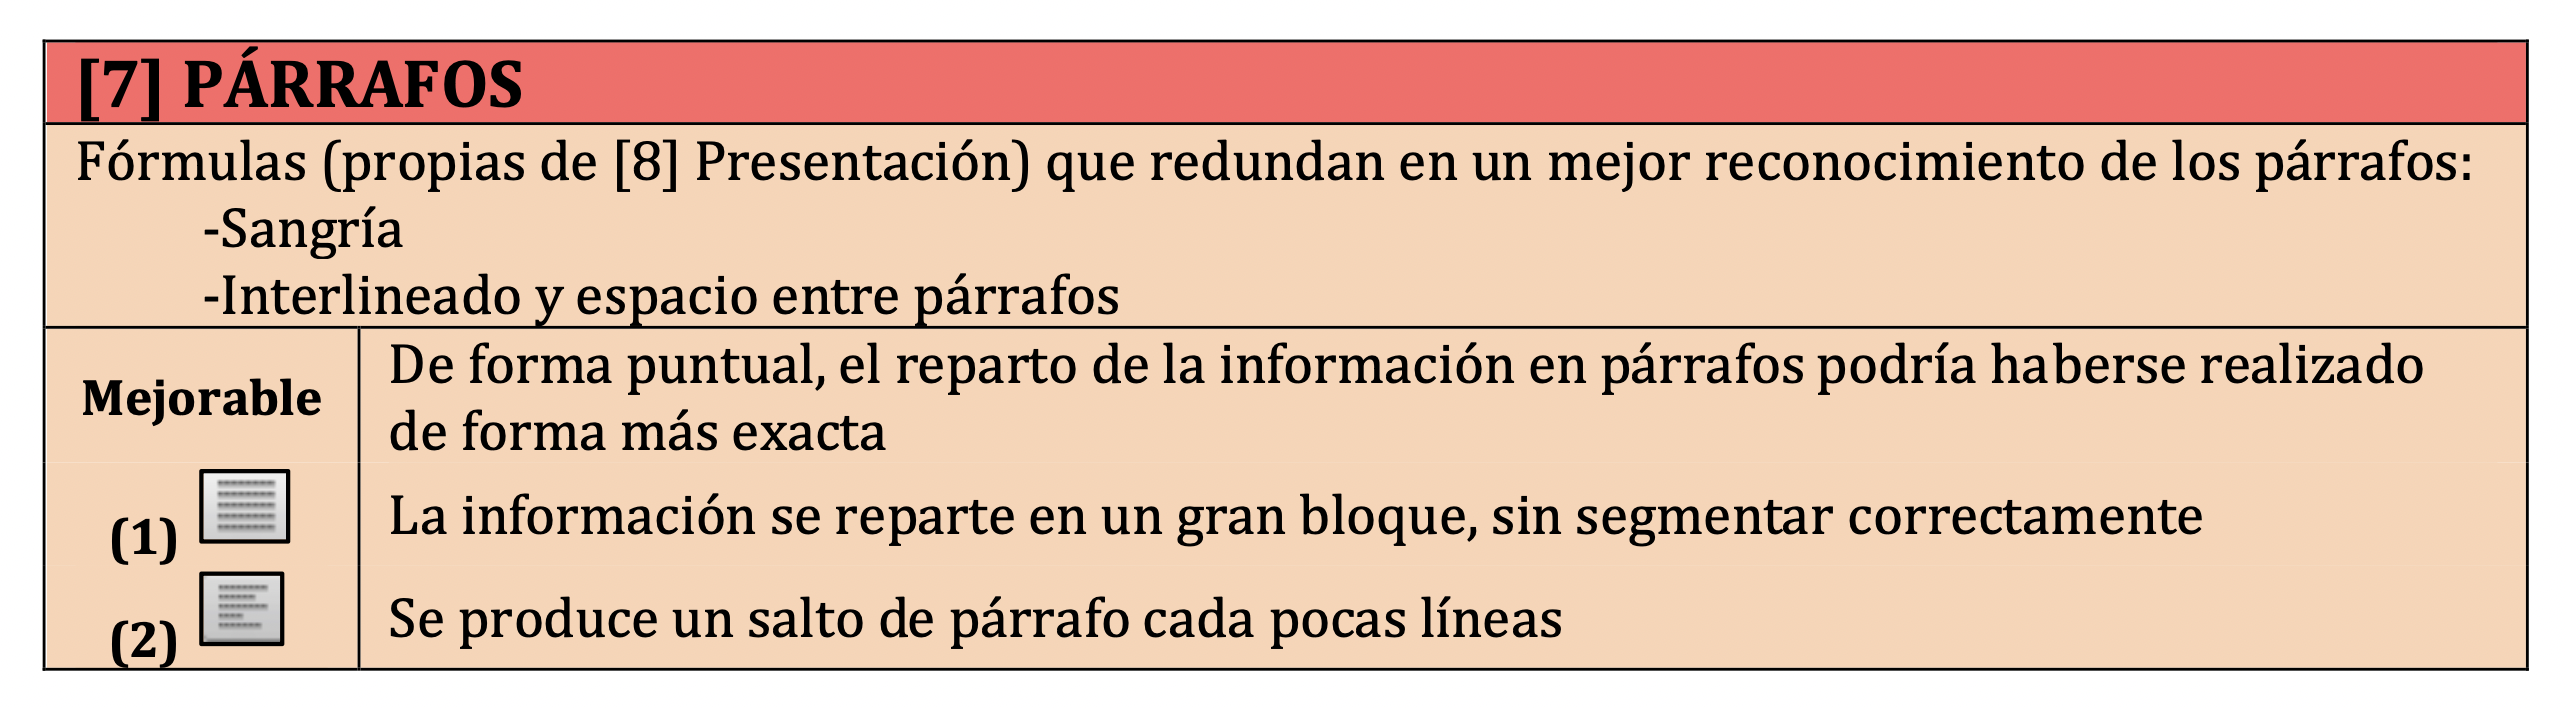 [7] PÁRRAFOS
Fórmulas (propias de [8] Presentación) que redundan en un mejor reconocimiento de los párrafos:
-Sangría
-Interlineado y espacio entre párrafos
Mejorable
De forma puntual, el reparto de la información en párrafos podría haberse realizado
de forma más exacta
(1)
La información se reparte en un gran bloque, sin segmentar correctamente
(2)
Se produce un salto de párrafo cada pocas líneas